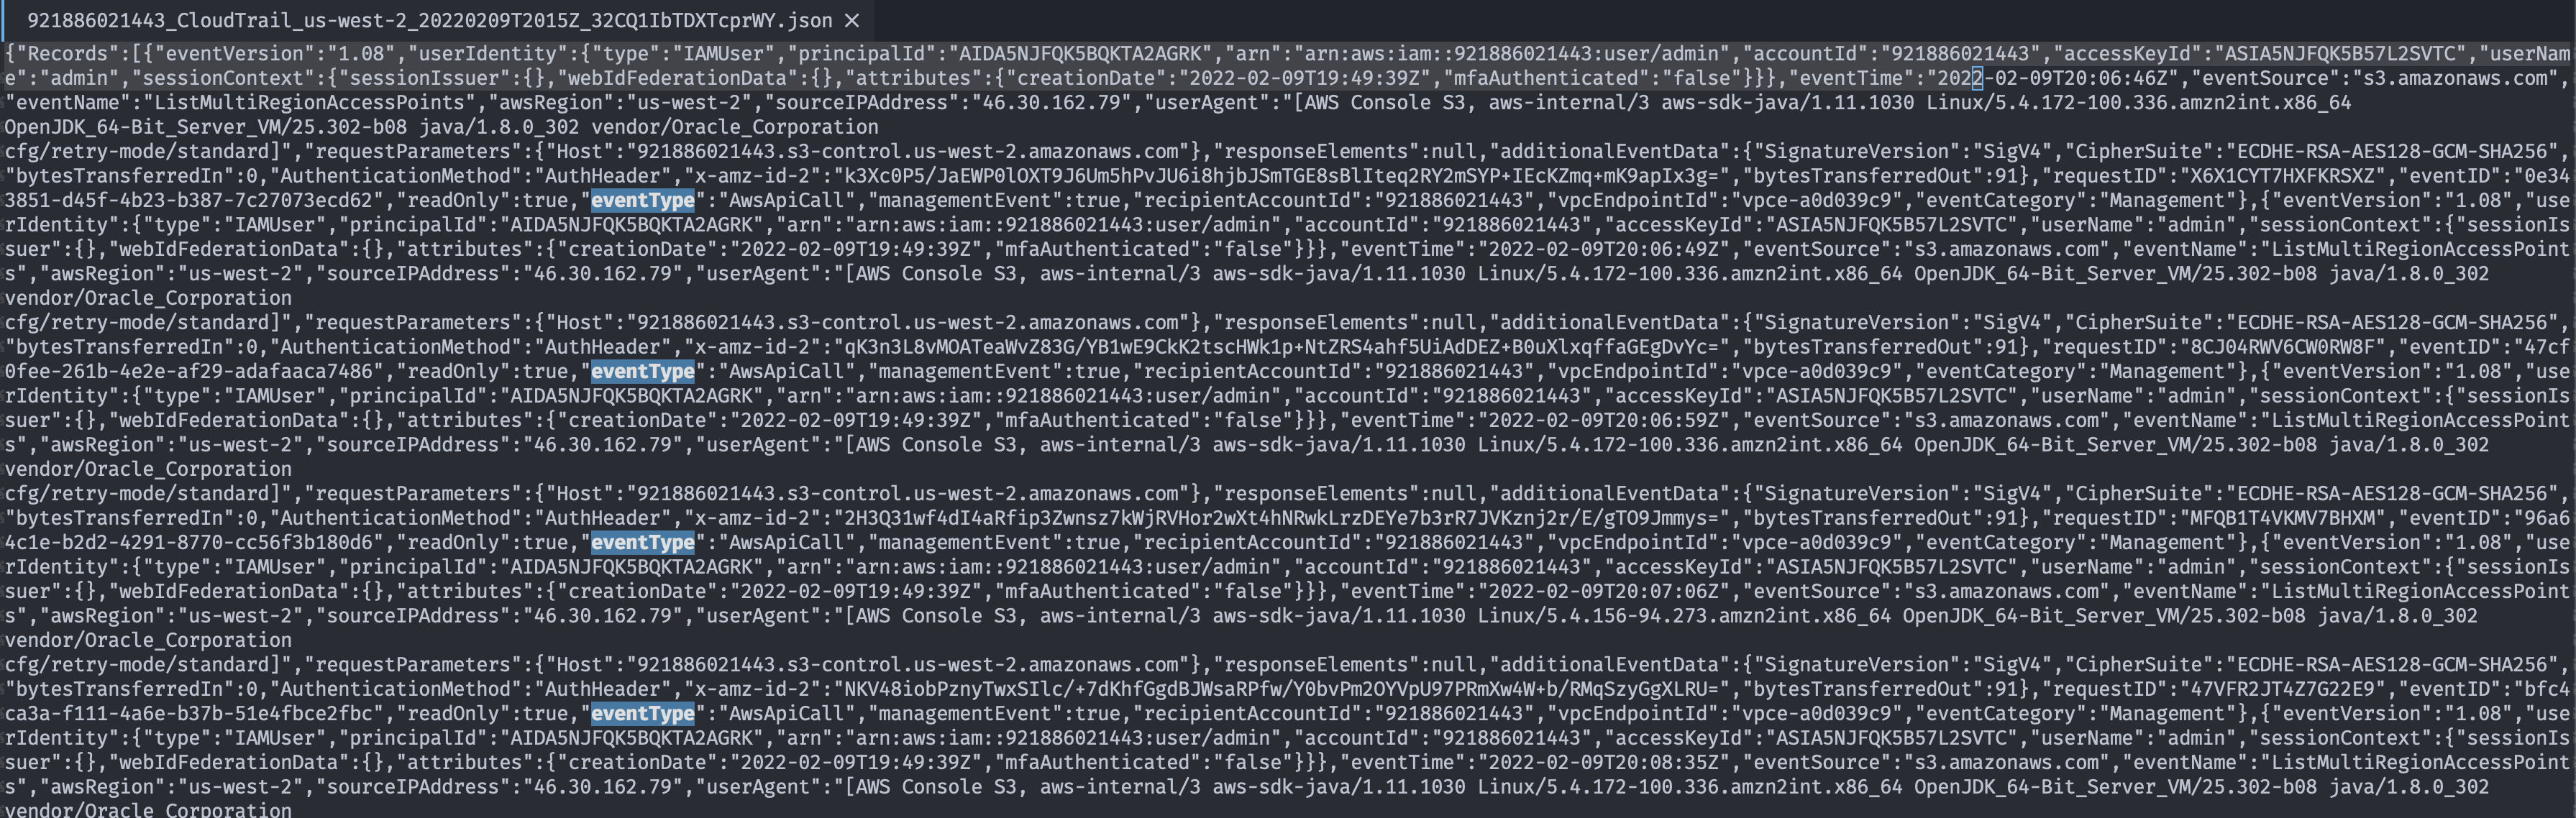 921886021443_CloudTrail_us-west-2_20220209T2015Z_32CQ1IbTDXTcprWY.json ×
{"Records":[{"eventVersion":"1.08","userIdentity":{"type":"IAMUser","principalId":"AIDA5NJFQK5BQKTA2AGRK","arn":"arn:aws:iam::921886021443:user/admin","accountId":"921886021443","accessKeyId":"ASIA5NJFQK5B57L2SVTC","userNam
e":"admin","sessionContext":{"sessionIssuer":{},"webIdFederationData":{},"attributes":{"creationDate":"2022-02-09T19:49:39Z","mfaAuthenticated":"false"}}},"eventTime":"2022-02-09T20:06:46Z","eventSource":"s3.amazonaws.com",
"eventName":"ListMultiRegionAccessPoints","awsRegion":"us-west-2","sourceIPAddress":"46.30.162.79","userAgent":"[AWS Console S3, aws-internal/3 aws-sdk-java/1.11.1030 Linux/5.4.172-100.336.amzn2int.x86_64
OpenJDK_64-Bit_Server_VM/25.302-b08 java/1.8.0_302 vendor/Oracle_Corporation
cfg/retry-mode/standard]","requestParameters":{"Host":"921886021443.s3-control.us-west-2.amazonaws.com"},"responseElements":null,"additionalEventData":{"SignatureVersion":"SigV4","CipherSuite":"ECDHE-RSA-AES128-GCM-SHA256",
"bytesTransferredIn":0,"AuthenticationMethod":"AuthHeader","x-amz-id-2":"k3Xc0P5/JaEWP0lOXT9J6Um5hPvJU6i8hjbJSmTGE8sBlIteq2RY2mSYP+IEcKZmq+mK9apIx3g=","bytesTransferredOut":91},"requestID":"X6X1CYT7HXFKRSXZ","eventID":"0e34
3851-d45f-4b23-b387-7c27073ecd62","readOnly":true,"eventType":"AwsApiCall","managementEvent":true,"recipientAccountId":"921886021443","vpcEndpointId":"vpce-a0d039c9","eventCategory":"Management"},{"eventVersion":"1.08","use
rIdentity":{"type":"IAMUser","principalId":"AIDA5NJFQK5BQKTA2AGRK","arn":"arn:aws:iam::921886021443:user/admin","accountId":"921886021443","accessKeyId":"ASIA5NJFQK5B57L2SVTC","userName":"admin","sessionContext":{"sessionIs
suer":{},"webIdFederationData":{},"attributes":{"creationDate":"2022-02-09T19:49:39Z","mfaAuthenticated":"false"}}},"eventTime":"2022-02-09T20:06:49Z","eventSource":"s3.amazonaws.com","eventName":"ListMultiRegionAccessPoint
s","awsRegion":"us-west-2","sourceIPAddress":"46.30.162.79","userAgent":"[AWS Console S3, aws-internal/3 aws-sdk-java/1.11.1030 Linux/5.4.172-100.336.amzn2int.x86_64 OpenJDK_64-Bit_Server_VM/25.302-b08 java/1.8.0_302
vendor/Oracle_Corporation
cfg/retry-mode/standard]","requestParameters":{"Host":"921886021443.s3-control.us-west-2.amazonaws.com"},"responseElements":null,"additionalEventData":{"SignatureVersion":"SigV4","CipherSuite":"ECDHE-RSA-AES128-GCM-SHA256",
"bytesTransferredIn":0,"AuthenticationMethod":"AuthHeader","x-amz-id-2":"qK3n3L8vMOATeaWvZ83G/YB1wE9CkK2tscHWk1p+NtZRS4ahf5UiAdDEZ+B0uXlxqffaGEgDvYc=","bytesTransferredOut":91},"requestID":"8CJ04RWV6CW0RW8F","eventID":"47cf
0fee-261b-4e2e-af29-adafaaca7486","readOnly":true,"eventType":"AwsApiCall","managementEvent":true,"recipientAccountId":"921886021443","vpcEndpointId":"vpce-a0d039c9","eventCategory":"Management"},{"eventVersion":"1.08","use
rIdentity":{"type":"IAMUser","principalId":"AIDA5NJFQK5BQKTA2AGRK","arn":"arn:aws:iam::921886021443:user/admin","accountId":"921886021443","accessKeyId":"ASIA5NJFQK5B57L2SVTC","userName":"admin","sessionContext":{"sessionIs
suer":{},"webIdFederationData":{},"attributes":{"creationDate":"2022-02-09T19:49:39Z","mfaAuthenticated":"false"}}},"eventTime":"2022-02-09T20:06:59Z","eventSource":"s3.amazonaws.com","eventName":"ListMultiRegionAccessPoint
s","awsRegion":"us-west-2","sourceIPAddress":"46.30.162.79","userAgent":"[AWS Console S3, aws-internal/3 aws-sdk-java/1.11.1030 Linux/5.4.172-100.336.amzn2int.x86_64 OpenJDK_64-Bit_Server_VM/25.302-b08 java/1.8.0_302
vendor/Oracle_Corporation
cfg/retry-mode/standard]","requestParameters":{"Host":"921886021443.s3-control.us-west-2.amazonaws.com"},"responseElements":null,"additionalEventData":{"SignatureVersion":"SigV4","CipherSuite":"ECDHE-RSA-AES128-GCM-SHA256",
"bytesTransferredIn":0,"AuthenticationMethod":"AuthHeader","x-amz-id-2":"2H3Q31wf4dI4aRfip3Zwnsz7kWjRVHor2wXt4hNRwkLrzDEYe7b3rR7JVKznj2r/E/gTO9Jmmys=","bytesTransferredOut":91},"requestID":"MFQB1T4VKMV7BHXM","eventID":"96a6
4c1e-b2d2-4291-8770-cc56f3b180d6","readOnly":true,"eventType":"AwsApiCall","managementEvent":true,"recipientAccountId":"921886021443","vpcEndpointId":"vpce-a0d039c9","eventCategory":"Management"},{"eventVersion":"1.08","use
rIdentity":{"type":"IAMUser","principalId":"AIDA5NJFQK5BQKTA2AGRK","arn":"arn:aws:iam::921886021443:user/admin","accountId":"921886021443","accessKeyId":"ASIA5NJFQK5B57L2SVTC","userName":"admin","sessionContext":{"sessionIs
suer":{},"webIdFederationData":{},"attributes":{"creationDate":"2022-02-09T19:49:39Z","mfaAuthenticated":"false"}}},"eventTime":"2022-02-09T20:07:06Z","eventSource":"s3.amazonaws.com","eventName":"ListMultiRegionAccessPoint
s","awsRegion":"us-west-2","sourceIPAddress":"46.30.162.79","userAgent":"[AWS Console S3, aws-internal/3 aws-sdk-java/1.11.1030 Linux/5.4.156-94.273.amzn2int.x86_64 OpenJDK_64-Bit_Server_VM/25.302-b08 java/1.8.0_302
vendor/Oracle_Corporation
cfg/retry-mode/standard]","requestParameters":{"Host":"921886021443.s3-control.us-west-2.amazonaws.com"},"responseElements":null,"additionalEventData":{"SignatureVersion":"SigV4","CipherSuite":"ECDHE-RSA-AES128-GCM-SHA256",
"bytesTransferredIn":0,"AuthenticationMethod":"AuthHeader","x-amz-id-2":"NKV48iobPznyTwxSIlc/+7dKhfGgdBJWsaRPfw/Y0bvPm2OYVpU97PRmXw4W+b/RMqSzyGgXLRU=","bytesTransferredOut":91},"requestID":"47VFR2JT4Z7G22E9","eventID":"bfc4
ca3a-f111-4a6e-b37b-51e4fbce2fbc","readOnly":true,"eventType":"AwsApiCall","managementEvent":true,"recipientAccountId":"921886021443","vpcEndpointId":"vpce-a0d039c9","eventCategory":"Management"},{"eventVersion":"1.08","use
rIdentity":{"type":"IAMUser","principalId":"AIDA5NJFQK5BQKTA2AGRK","arn":"arn:aws:iam::921886021443:user/admin","accountId":"921886021443","accessKeyId":"ASIA5NJFQK5B57L2SVTC","userName":"admin","sessionContext":{"sessionIs
suer":{},"webIdFederationData":{},"attributes":{"creationDate":"2022-02-09T19:49:39Z","mfaAuthenticated":"false"}}},"eventTime":"2022-02-09T20:08:35Z","eventSource":"s3.amazonaws.com","eventName":"ListMultiRegionAccessPoint
s","awsRegion":"us-west-2","sourceIPAddress":"46.30.162.79","userAgent":"[AWS Console S3, aws-internal/3 aws-sdk-java/1.11.1030 Linux/5.4.172-100.336.amzn2int.x86_64 OpenJDK_64-Bit_Server_VM/25.302-b08 java/1.8.0_302
vendor/Oracle_Corporation